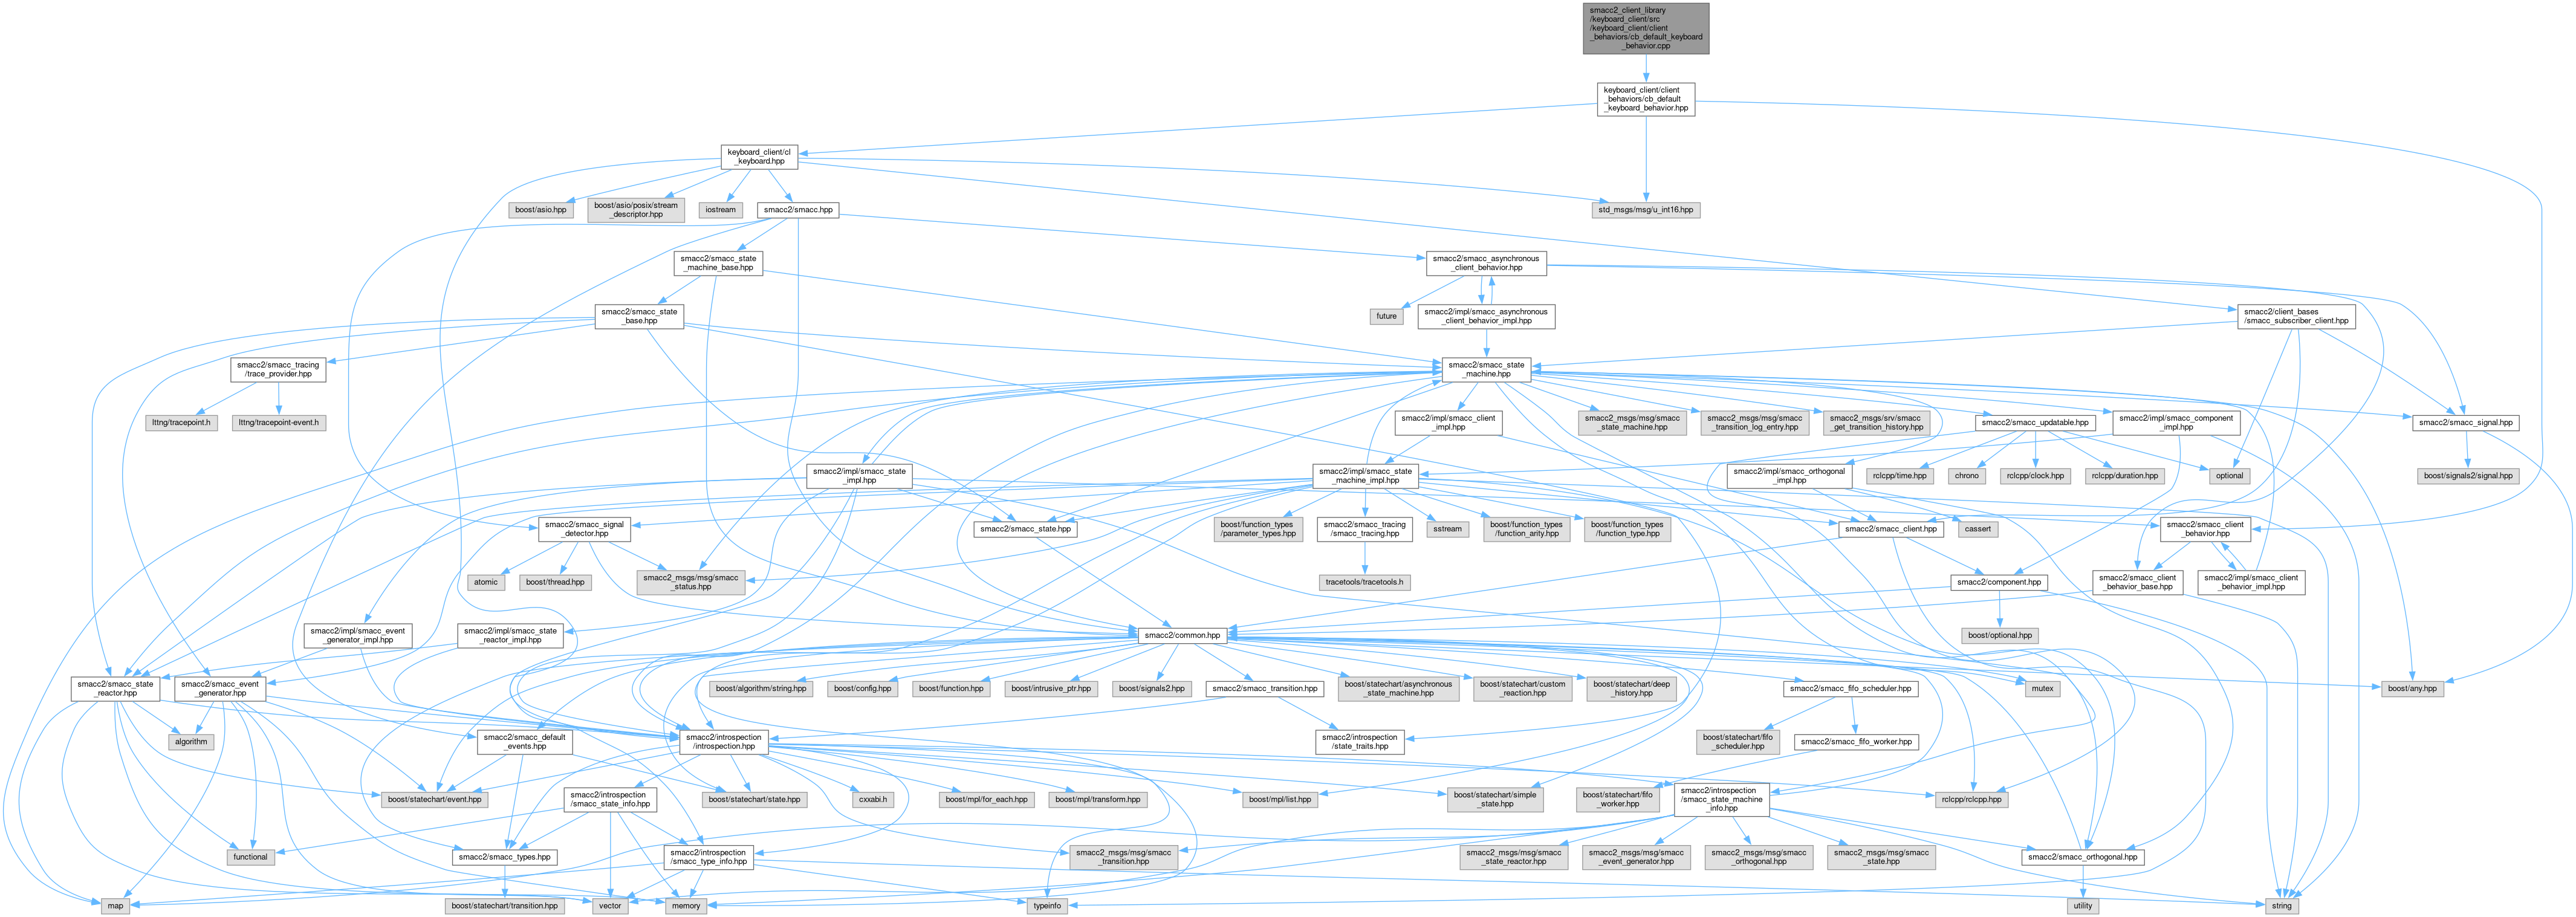 smacc2_client_library
/keyboard_client/src
/keyboard_client/client
_behaviors/cb_default_keyboard
_behavior.cpp
keyboard_client/client
_behaviors/cb_default
_keyboard_behavior.hpp
keyboard_client/cl
_keyboard.hpp
boost/asio.hpp
boost/asio/posix/stream
_descriptor.hpp
iostream
smacc2/smacc.hpp
std_msgs/msg/u_int16.hpp
smacc2/smacc_state
_machine_base.hpp
smacc2/smacc_asynchronous
_client_behavior.hpp
smacc2/smacc_state
_base.hpp
future
smacc2/impl/smacc_asynchronous
_client_behavior_impl.hpp
smacc2/client_bases
/smacc_subscriber_client.hpp
smacc2/smacc_tracing
/trace_provider.hpp
smacc2/smacc_state
_machine.hpp
lttng/tracepoint.h
lttng/tracepoint-event.h
smacc2/impl/smacc_client
_impl.hpp
smacc2_msgs/msg/smacc
_state_machine.hpp
smacc2_msgs/msg/smacc
_transition_log_entry.hpp
smacc2_msgs/srv/smacc
_get_transition_history.hpp
smacc2/smacc_updatable.hpp
smacc2/impl/smacc_component
_impl.hpp
smacc2/smacc_signal.hpp
smacc2/impl/smacc_state
_impl.hpp
smacc2/impl/smacc_state
_machine_impl.hpp
smacc2/impl/smacc_orthogonal
_impl.hpp
rclcpp/time.hpp
chrono
rclcpp/clock.hpp
rclcpp/duration.hpp
optional
boost/signals2/signal.hpp
smacc2/smacc_signal
_detector.hpp
smacc2/smacc_state.hpp
boost/function_types
/parameter_types.hpp
smacc2/smacc_tracing
/smacc_tracing.hpp
sstream
boost/function_types
/function_arity.hpp
boost/function_types
/function_type.hpp
smacc2/smacc_client.hpp
cassert
smacc2/smacc_client
_behavior.hpp
atomic
boost/thread.hpp
smacc2_msgs/msg/smacc
_status.hpp
tracetools/tracetools.h
smacc2/component.hpp
smacc2/smacc_client
_behavior_base.hpp
smacc2/impl/smacc_client
_behavior_impl.hpp
smacc2/impl/smacc_event
_generator_impl.hpp
smacc2/impl/smacc_state
_reactor_impl.hpp
smacc2/common.hpp
boost/optional.hpp
smacc2/smacc_state
_reactor.hpp
smacc2/smacc_event
_generator.hpp
boost/algorithm/string.hpp
boost/config.hpp
boost/function.hpp
boost/intrusive_ptr.hpp
boost/signals2.hpp
smacc2/smacc_transition.hpp
boost/statechart/asynchronous
_state_machine.hpp
boost/statechart/custom
_reaction.hpp
boost/statechart/deep
_history.hpp
smacc2/smacc_fifo_scheduler.hpp
mutex
boost/any.hpp
algorithm
smacc2/smacc_default
_events.hpp
smacc2/introspection
/introspection.hpp
smacc2/introspection
/state_traits.hpp
boost/statechart/fifo
_scheduler.hpp
smacc2/smacc_fifo_worker.hpp
boost/statechart/event.hpp
smacc2/introspection
/smacc_state_info.hpp
boost/statechart/state.hpp
cxxabi.h
boost/mpl/for_each.hpp
boost/mpl/transform.hpp
boost/mpl/list.hpp
boost/statechart/simple
_state.hpp
boost/statechart/fifo
_worker.hpp
smacc2/introspection
/smacc_state_machine
_info.hpp
rclcpp/rclcpp.hpp
functional
smacc2/smacc_types.hpp
smacc2/introspection
/smacc_type_info.hpp
smacc2_msgs/msg/smacc
_transition.hpp
smacc2_msgs/msg/smacc
_state_reactor.hpp
smacc2_msgs/msg/smacc
_event_generator.hpp
smacc2_msgs/msg/smacc
_orthogonal.hpp
smacc2_msgs/msg/smacc
_state.hpp
smacc2/smacc_orthogonal.hpp
map
boost/statechart/transition.hpp
vector
memory
typeinfo
utility
string